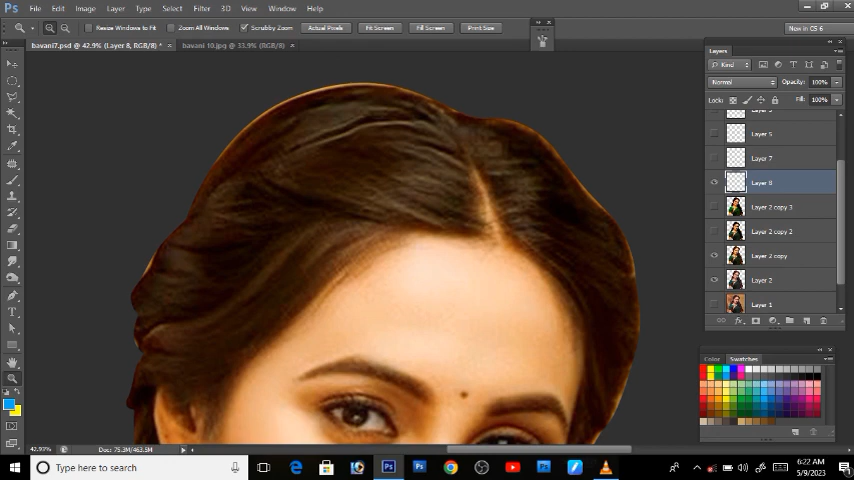 Ps File Edit Image Layer Type Select Filter 3D View Window Help
Resize Windows to Fit Zoom All Windows Scrubby Zoom Actual Pixels Fit Screen Fill Screen Print Size New in CS 6
bavani7.psd @ 42.9% (Layer 8, RGB/8) * × bavani 10.jpg @ 33.9% (RGB/8) ×
Layers
Kind
Normal Opacity: 100%
Lock: Fill: 100%
Layer 5
Layer 7
Layer 8
Layer 2 copy 3
Layer 2 copy 2
Layer 2 copy
Layer 2
Layer 1
fx
Color Swatches
42.93% Doc: 75.3M/463.5M
Type here to search
6:22 AM
5/9/2023